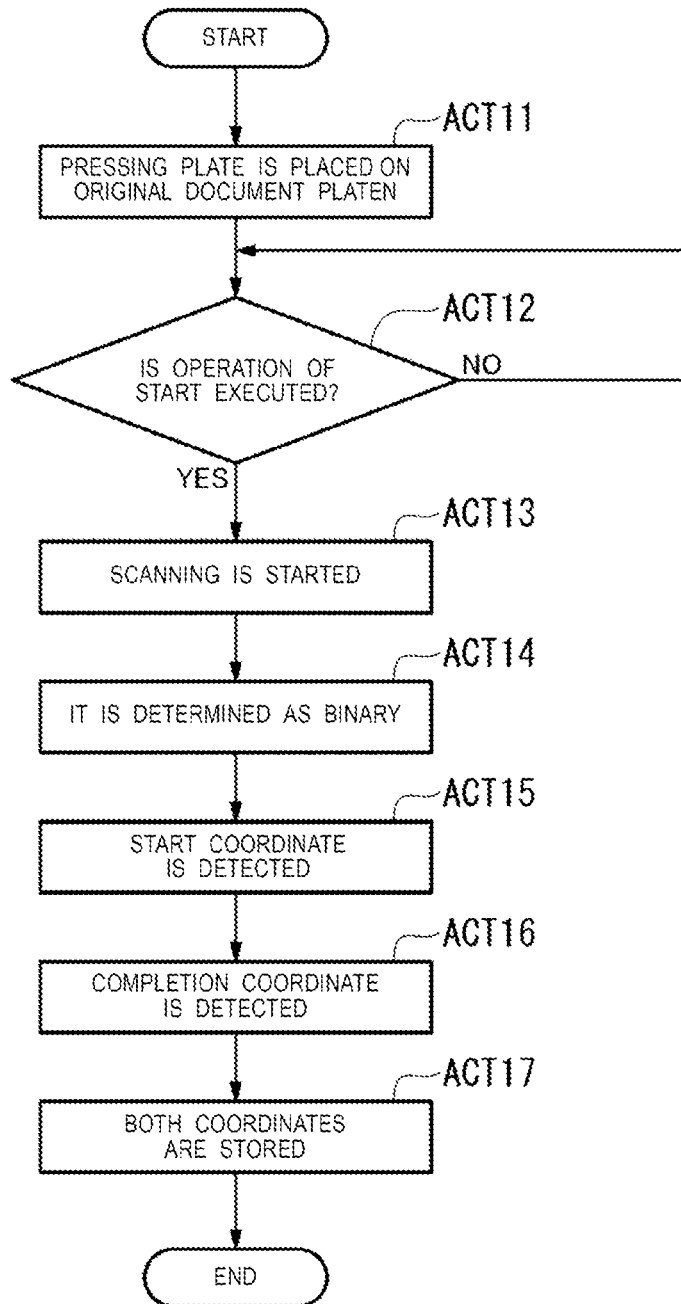 START
ACT11
PRESSING PLATE IS PLACED ON
ORIGINAL DOCUMENT PLATEN
ACT12
IS OPERATION OF
START EXECUTED?
NO
YES
ACT13
SCANNING IS STARTED
ACT14
IT IS DETERMINED AS BINARY
ACT15
START COORDINATE
IS DETECTED
ACT16
COMPLETION COORDINATE
IS DETECTED
ACT17
BOTH COORDINATES
ARE STORED
END